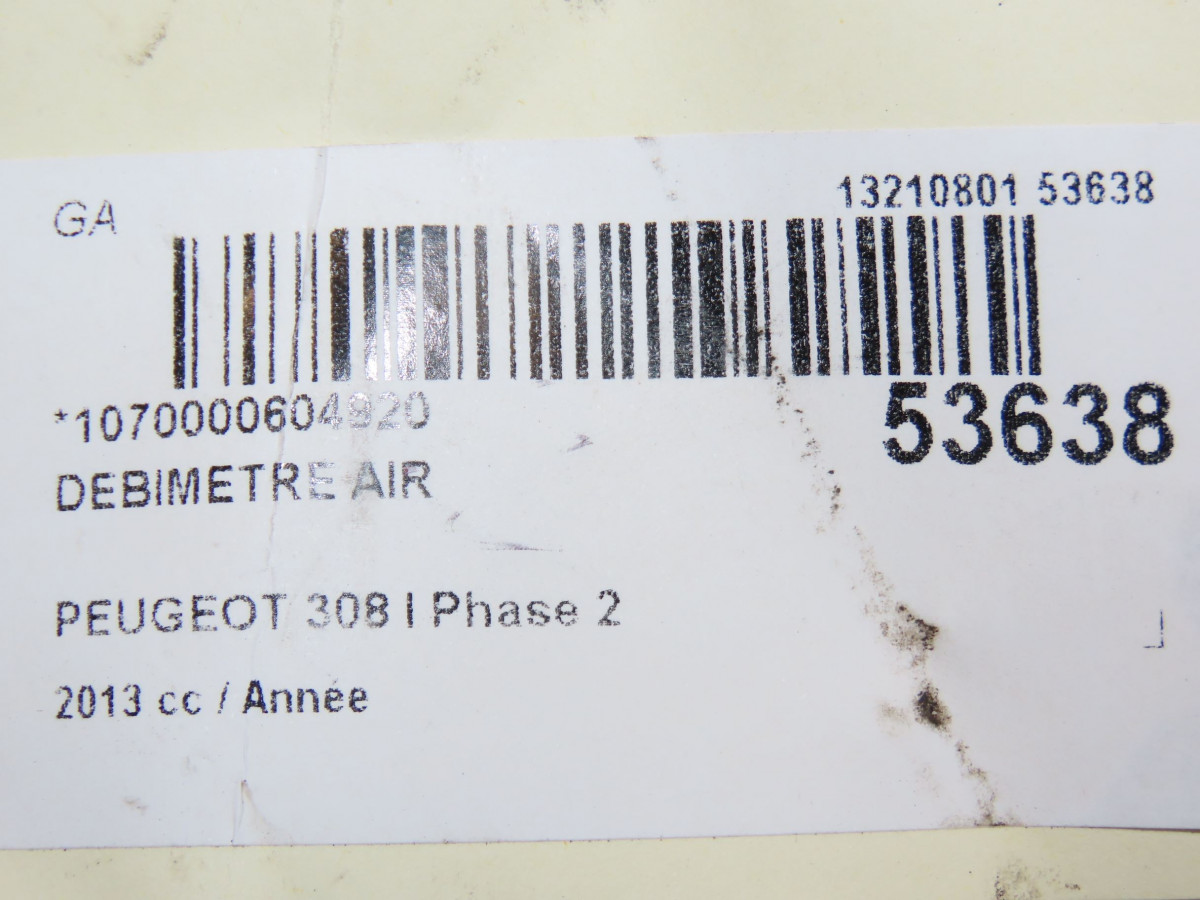 GA
13210801 53638
*1070000604920
53638
DEBIMETRE AIR
PEUGEOT 308 I Phase 2
2013 cc / Année